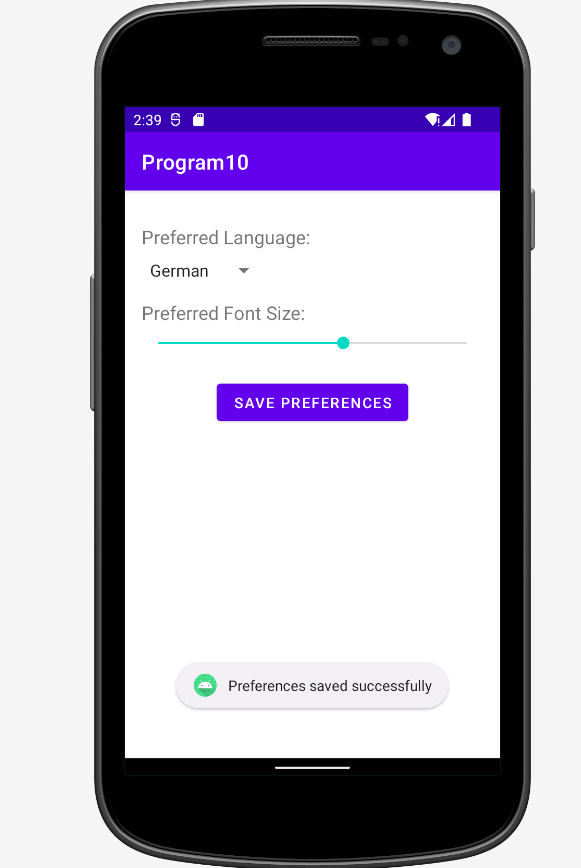 2:39
Program10
Preferred Language:
German
Preferred Font Size:
SAVE PREFERENCES
Preferences saved successfully